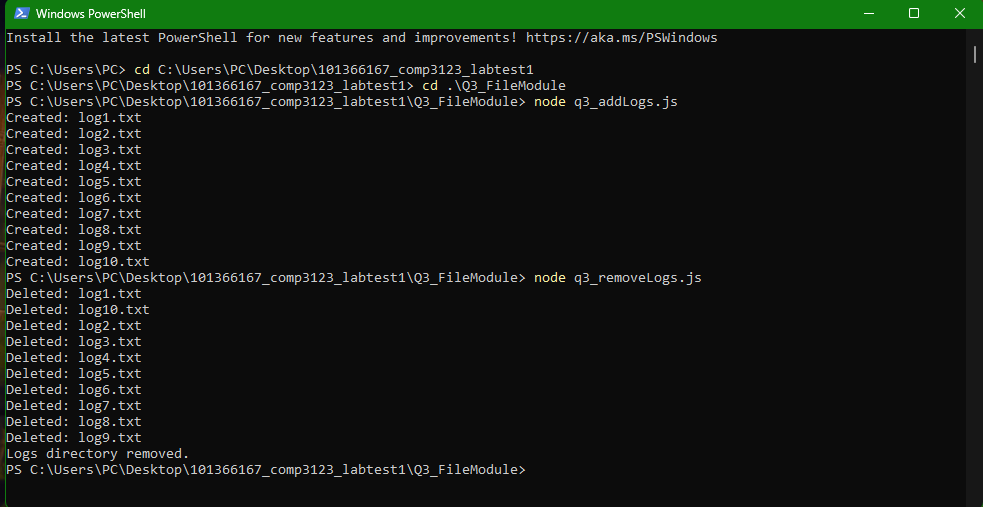 Windows PowerShell
Install the latest PowerShell for new features and improvements! https://aka.ms/PSWindows
PS C:\Users\PC> cd C:\Users\PC\Desktop\101366167_comp3123_labtest1
PS C:\Users\PC\Desktop\101366167_comp3123_labtest1> cd .\Q3_FileModule
PS C:\Users\PC\Desktop\101366167_comp3123_labtest1\Q3_FileModule> node q3_addLogs.js
Created: log1.txt
Created: log2.txt
Created: log3.txt
Created: log4.txt
Created: log5.txt
Created: log6.txt
Created: log7.txt
Created: log8.txt
Created: log9.txt
Created: log10.txt
PS C:\Users\PC\Desktop\101366167_comp3123_labtest1\Q3_FileModule> node q3_removeLogs.js
Deleted: log1.txt
Deleted: log10.txt
Deleted: log2.txt
Deleted: log3.txt
Deleted: log4.txt
Deleted: log5.txt
Deleted: log6.txt
Deleted: log7.txt
Deleted: log8.txt
Deleted: log9.txt
Logs directory removed.
PS C:\Users\PC\Desktop\101366167_comp3123_labtest1\Q3_FileModule>